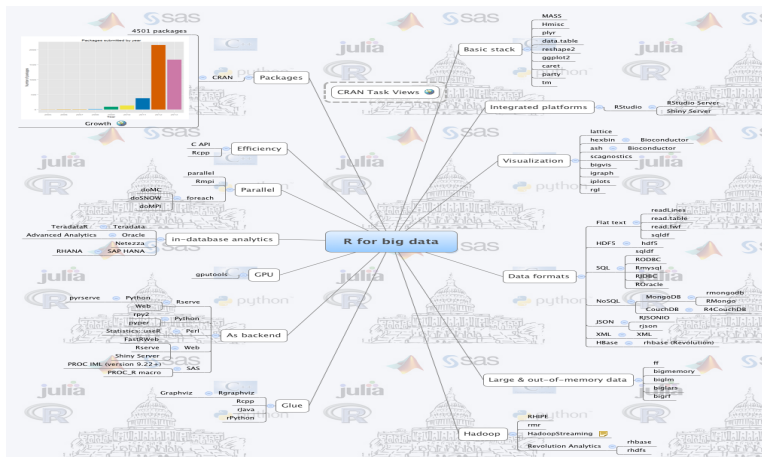 R for big data
4501 packages
Packages submitted by year
Growth
CRAN
Packages
CRAN Task Views
C API
Rcpp
Efficiency
parallel
Rmpi
doMC
doSNOW
doMPI
foreach
Parallel
TeradataR
Teradata
Advanced Analytics
Oracle
Netezza
RHANA
SAP HANA
in-database analytics
gputools
GPU
pyrserve
Python
Web
Rserve
rpy2
pyper
Python
Statistics::useR
Perl
FastRWeb
Rserve
Shiny Server
Web
PROC IML (version 9.22+)
PROC_R macro
SAS
As backend
Graphviz
Rgraphviz
Rcpp
rJava
rPython
Glue
Basic stack
MASS
Hmisc
plyr
data.table
reshape2
ggplot2
caret
party
tm
Integrated platforms
RStudio
RStudio Server
Shiny Server
Visualization
lattice
hexbin
Bioconductor
ash
Bioconductor
scagnostics
bigvis
igraph
iplots
rgl
Data formats
Flat text
readLines
read.table
read.fwf
sqldf
HDF5
hdf5
SQL
sqldf
RODBC
Rmysql
RJDBC
ROracle
NoSQL
MongoDB
rmongodb
RMongo
CouchDB
R4CouchDB
JSON
RJSONIO
rjson
XML
XML
HBase
rhbase (Revolution)
Large & out-of-memory data
ff
bigmemory
biglm
biglars
bigrf
Hadoop
RHIPE
rmr
HadoopStreaming
Revolution Analytics
rhbase
rhdfs
julia
python
sas